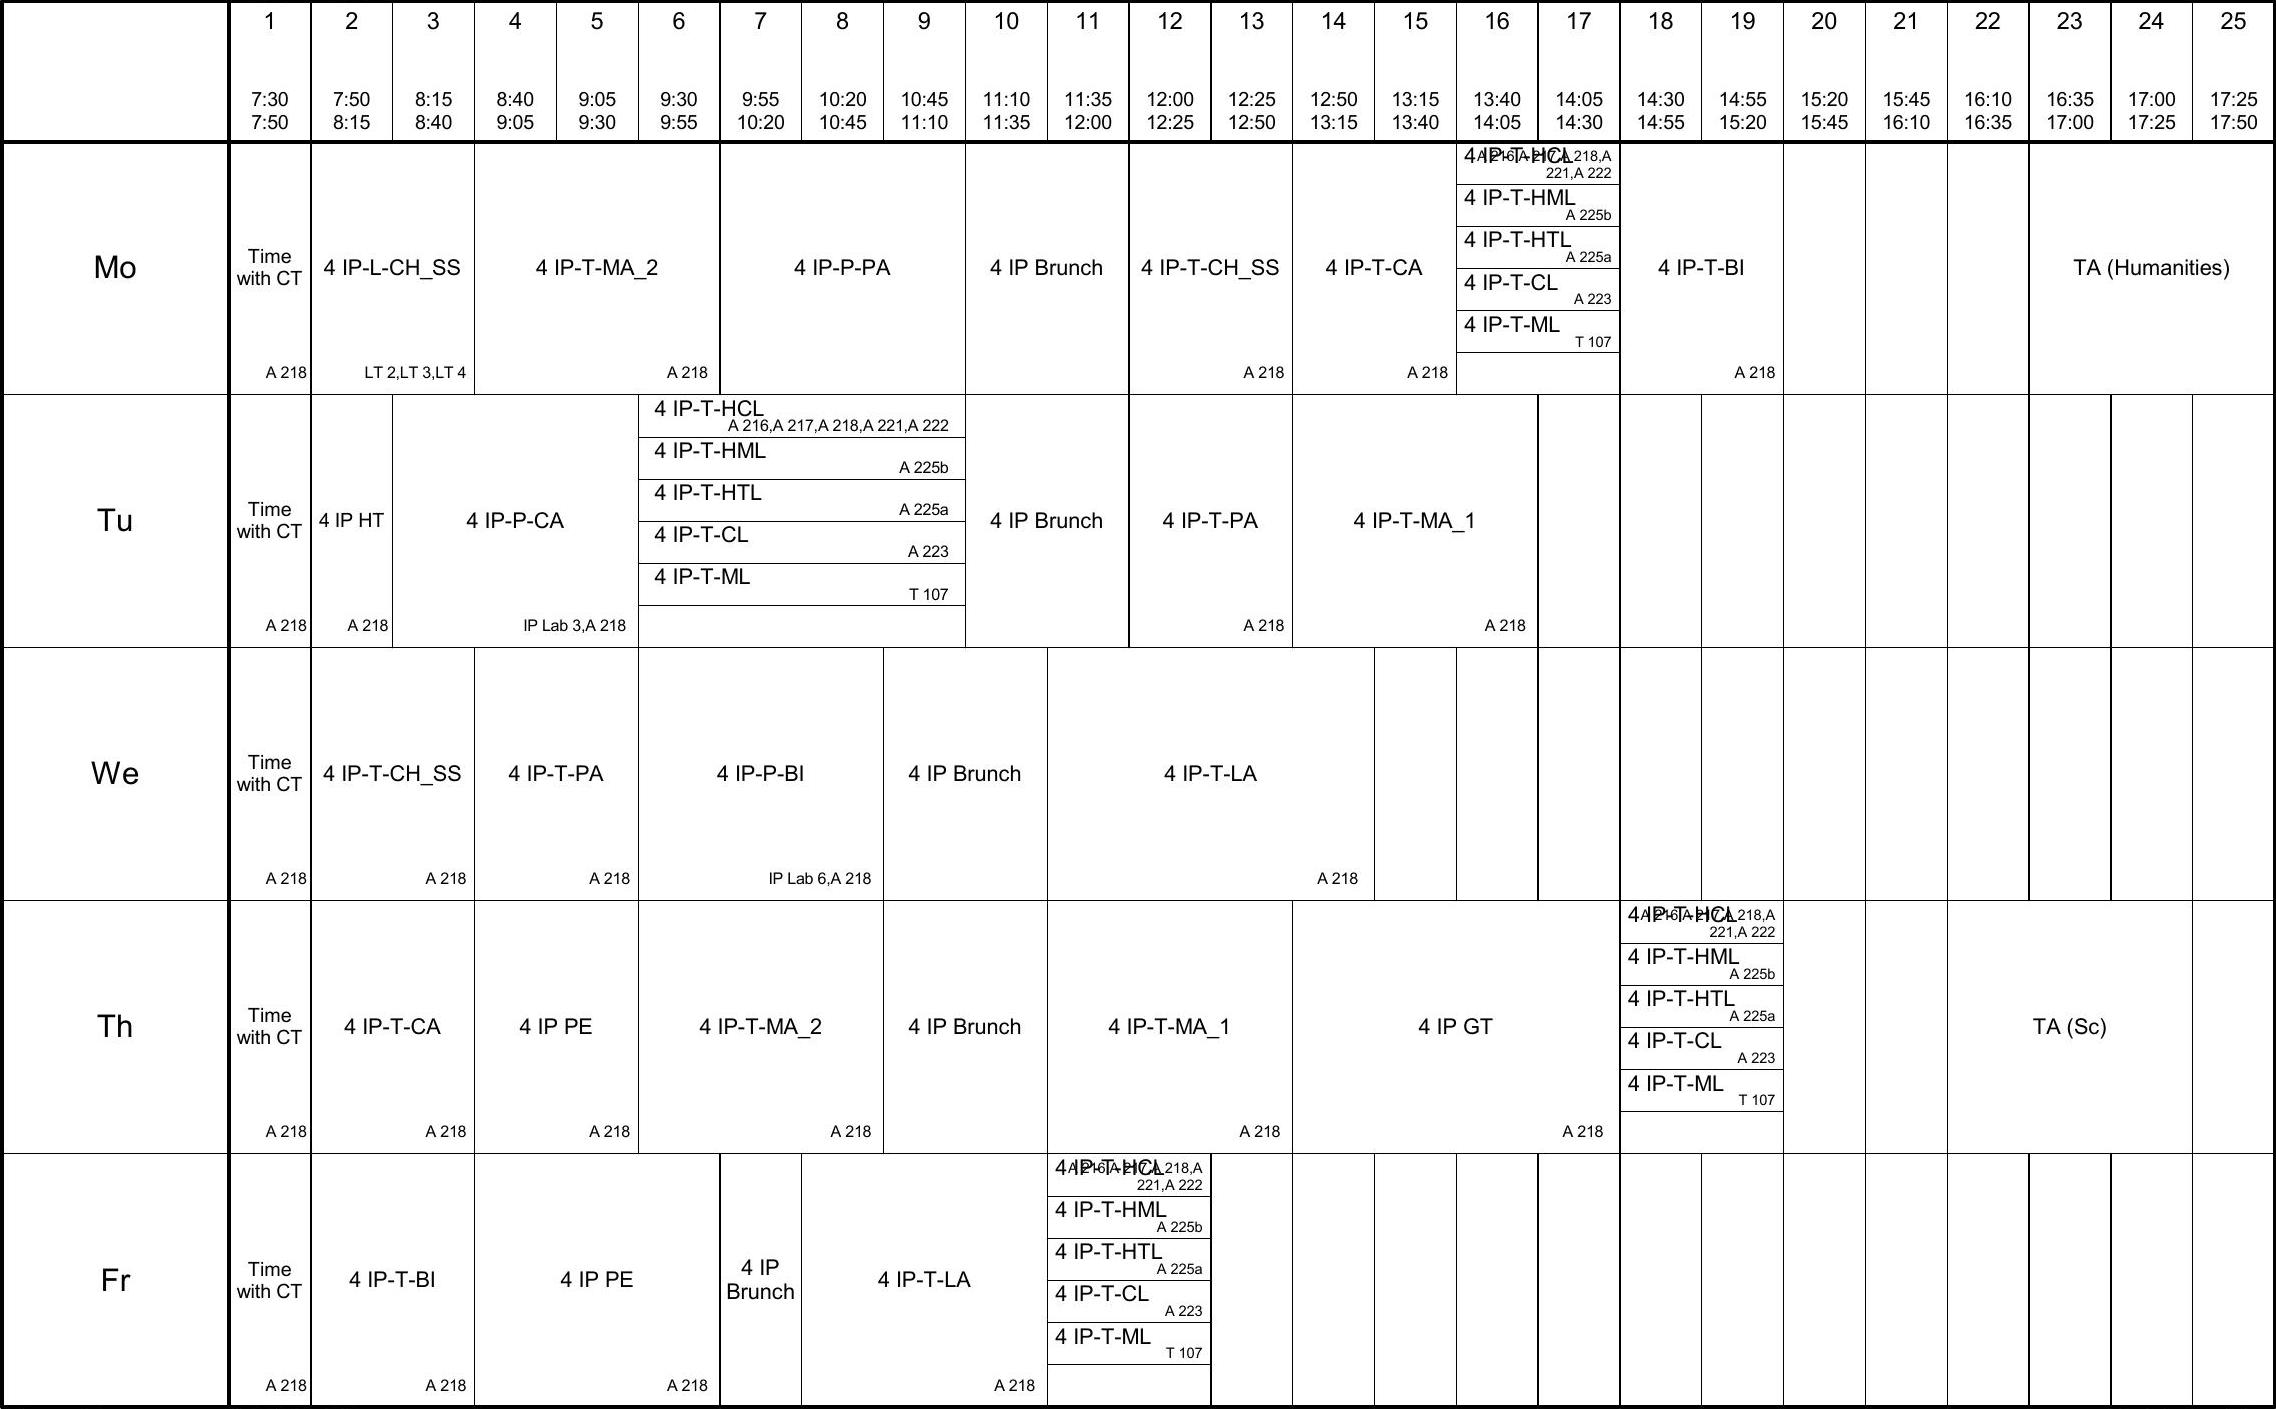 1 2 3 4 5 6 7 8 9 10 11 12 13 14 15 16 17 18 19 20 21 22 23 24 25
7:30 7:50 8:15 8:40 9:05 9:30 9:55 10:20 10:45 11:10 11:35 12:00 12:25 12:50 13:15 13:40 14:05 14:30 14:55 15:20 15:45 16:10 16:35 17:00 17:25
7:50 8:15 8:40 9:05 9:30 9:55 10:20 10:45 11:10 11:35 12:00 12:25 12:50 13:15 13:40 14:05 14:30 14:55 15:20 15:45 16:10 16:35 17:00 17:25 17:50
Mo
Time
with CT
A 218
4 IP-L-CH_SS
LT 2,LT 3,LT 4
4 IP-T-MA_2
A 218
4 IP-P-PA
4 IP Brunch
4 IP-T-CH_SS
A 218
4 IP-T-CA
A 218
4 IP-T-HCL
A 216,A 217,A 218,A
221,A 222
4 IP-T-HML
A 225b
4 IP-T-HTL
A 225a
4 IP-T-CL
A 223
4 IP-T-ML
T 107
4 IP-T-BI
A 218
TA (Humanities)
Tu
Time
with CT
A 218
4 IP HT
A 218
4 IP-P-CA
IP Lab 3,A 218
4 IP-T-HCL
A 216,A 217,A 218,A 221,A 222
4 IP-T-HML
A 225b
4 IP-T-HTL
A 225a
4 IP-T-CL
A 223
4 IP-T-ML
T 107
4 IP Brunch
4 IP-T-PA
A 218
4 IP-T-MA_1
A 218
We
Time
with CT
A 218
4 IP-T-CH_SS
A 218
4 IP-T-PA
A 218
4 IP-P-BI
IP Lab 6,A 218
4 IP Brunch
4 IP-T-LA
A 218
Th
Time
with CT
A 218
4 IP-T-CA
A 218
4 IP PE
A 218
4 IP-T-MA_2
A 218
4 IP Brunch
4 IP-T-MA_1
A 218
4 IP GT
A 218
4 IP-T-HCL
A 216,A 217,A 218,A
221,A 222
4 IP-T-HML
A 225b
4 IP-T-HTL
A 225a
4 IP-T-CL
A 223
4 IP-T-ML
T 107
TA (Sc)
Fr
Time
with CT
A 218
4 IP-T-BI
A 218
4 IP PE
A 218
4 IP
Brunch
4 IP-T-LA
A 218
4 IP-T-HCL
A 216,A 217,A 218,A
221,A 222
4 IP-T-HML
A 225b
4 IP-T-HTL
A 225a
4 IP-T-CL
A 223
4 IP-T-ML
T 107